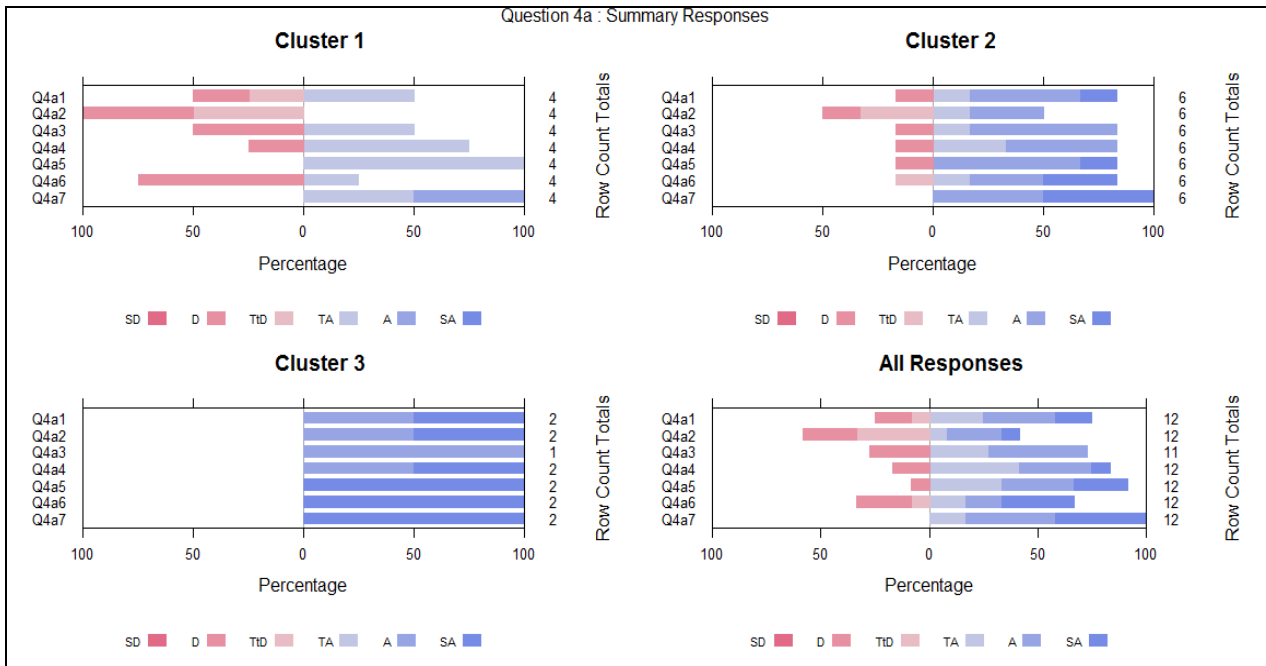 Question 4a : Summary Responses
Cluster 1
Q4a1 4
Q4a2 4
Q4a3 4
Q4a4 4
Q4a5 4
Q4a6 4
Q4a7 4
Row Count Totals
100 50 0 50 100
Percentage
SD D TtD TA A SA
Cluster 2
Q4a1 6
Q4a2 6
Q4a3 6
Q4a4 6
Q4a5 6
Q4a6 6
Q4a7 6
Row Count Totals
100 50 0 50 100
Percentage
SD D TtD TA A SA
Cluster 3
Q4a1 2
Q4a2 2
Q4a3 1
Q4a4 2
Q4a5 2
Q4a6 2
Q4a7 2
Row Count Totals
100 50 0 50 100
Percentage
SD D TtD TA A SA
All Responses
Q4a1 12
Q4a2 12
Q4a3 11
Q4a4 12
Q4a5 12
Q4a6 12
Q4a7 12
Row Count Totals
100 50 0 50 100
Percentage
SD D TtD TA A SA